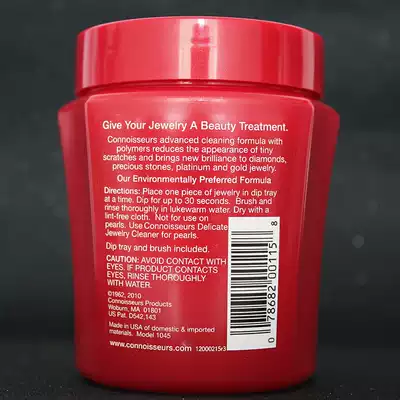 Give Your Jewelry A Beauty Treatment.
Connoisseurs advanced cleaning formula with
polymers reduces the appearance of tiny
scratches and brings new brilliance to diamonds,
precious stones, platinum and gold jewelry.
Our Environmentally Preferred Formula
Directions: Place one piece of jewelry in dip tray
at a time. Dip for up to 30 seconds. Brush and
rinse thoroughly in lukewarm water. Dry with a
lint-free cloth. Not for use on
pearls. Use Connoisseurs Delicate
Jewelry Cleaner for pearls.
Dip tray and brush included.
CAUTION: AVOID CONTACT WITH
EYES. IF PRODUCT CONTACTS
EYES, RINSE THOROUGHLY
WITH WATER.
©1962, 2010
Connoisseurs Products
Woburn, MA 01801
US Pat. D542,143
Made in USA of domestic & imported
materials. Model 1045
www.connoisseurs.com 12000215r3
0 78682 00115 8